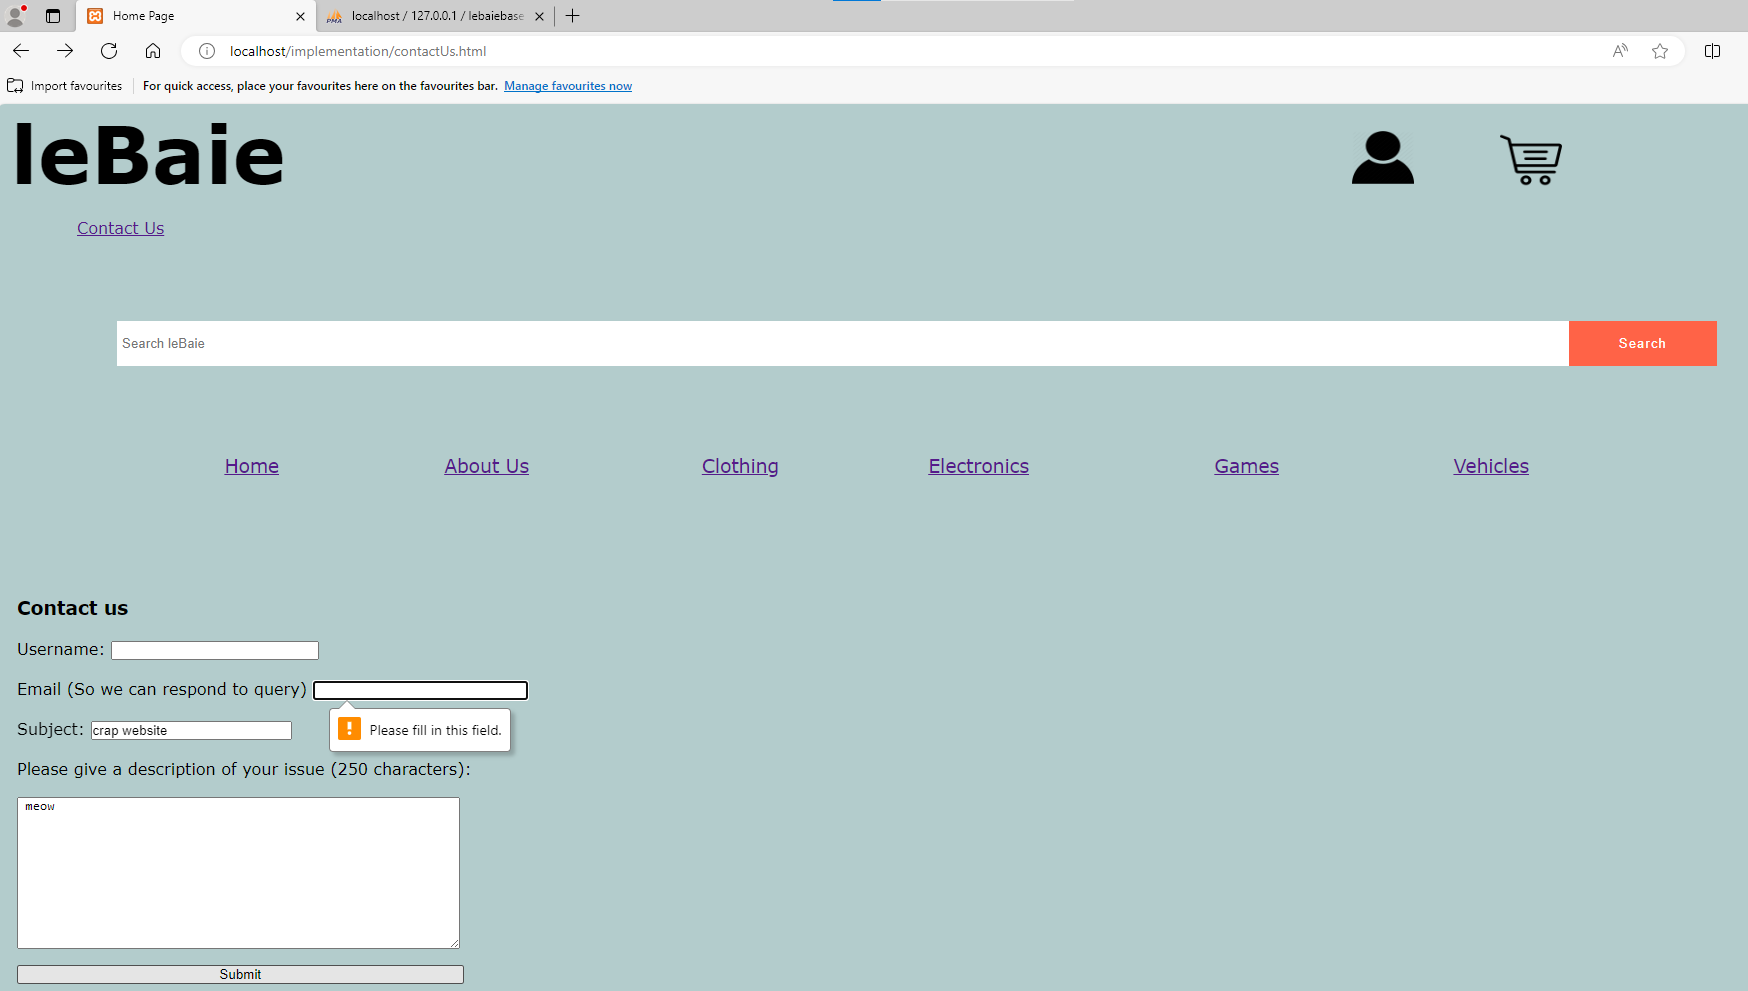 Home Page
localhost / 127.0.0.1 / lebaiebase
localhost/implementation/contactUs.html
Import favourites
For quick access, place your favourites here on the favourites bar. Manage favourites now
leBaie
Contact Us
Search leBaie
Search
Home About Us Clothing Electronics Games Vehicles
Contact us
Username:
Email (So we can respond to query)
Please fill in this field.
Subject: crap website
Please give a description of your issue (250 characters):
meow
Submit